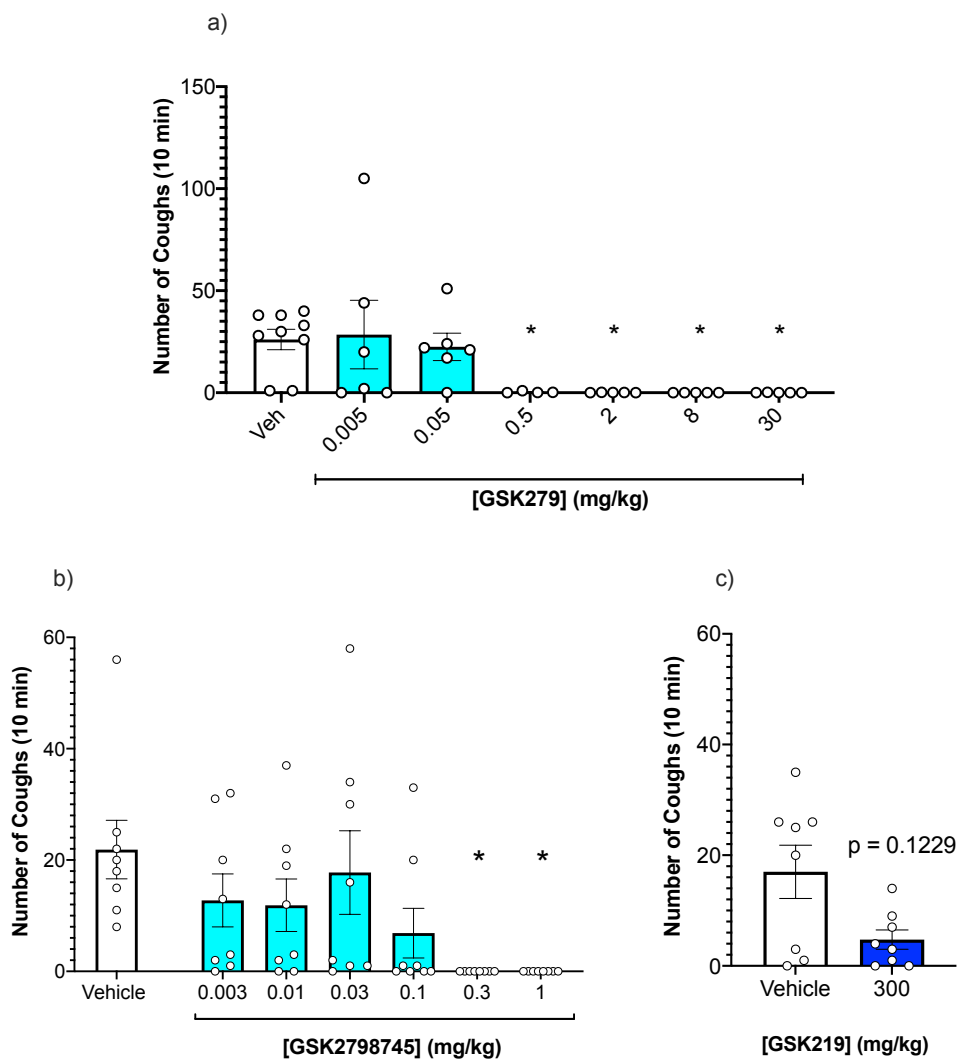 a)
Number of Coughs (10 min)
150
100
50
0
* * * *
Veh 0.005 0.05 0.5 2 8 30
[GSK279] (mg/kg)
b)
Number of Coughs (10 min)
60
40
20
0
* *
Vehicle 0.003 0.01 0.03 0.1 0.3 1
[GSK2798745] (mg/kg)
c)
Number of Coughs (10 min)
60
40
20
0
p = 0.1229
Vehicle 300
[GSK219] (mg/kg)